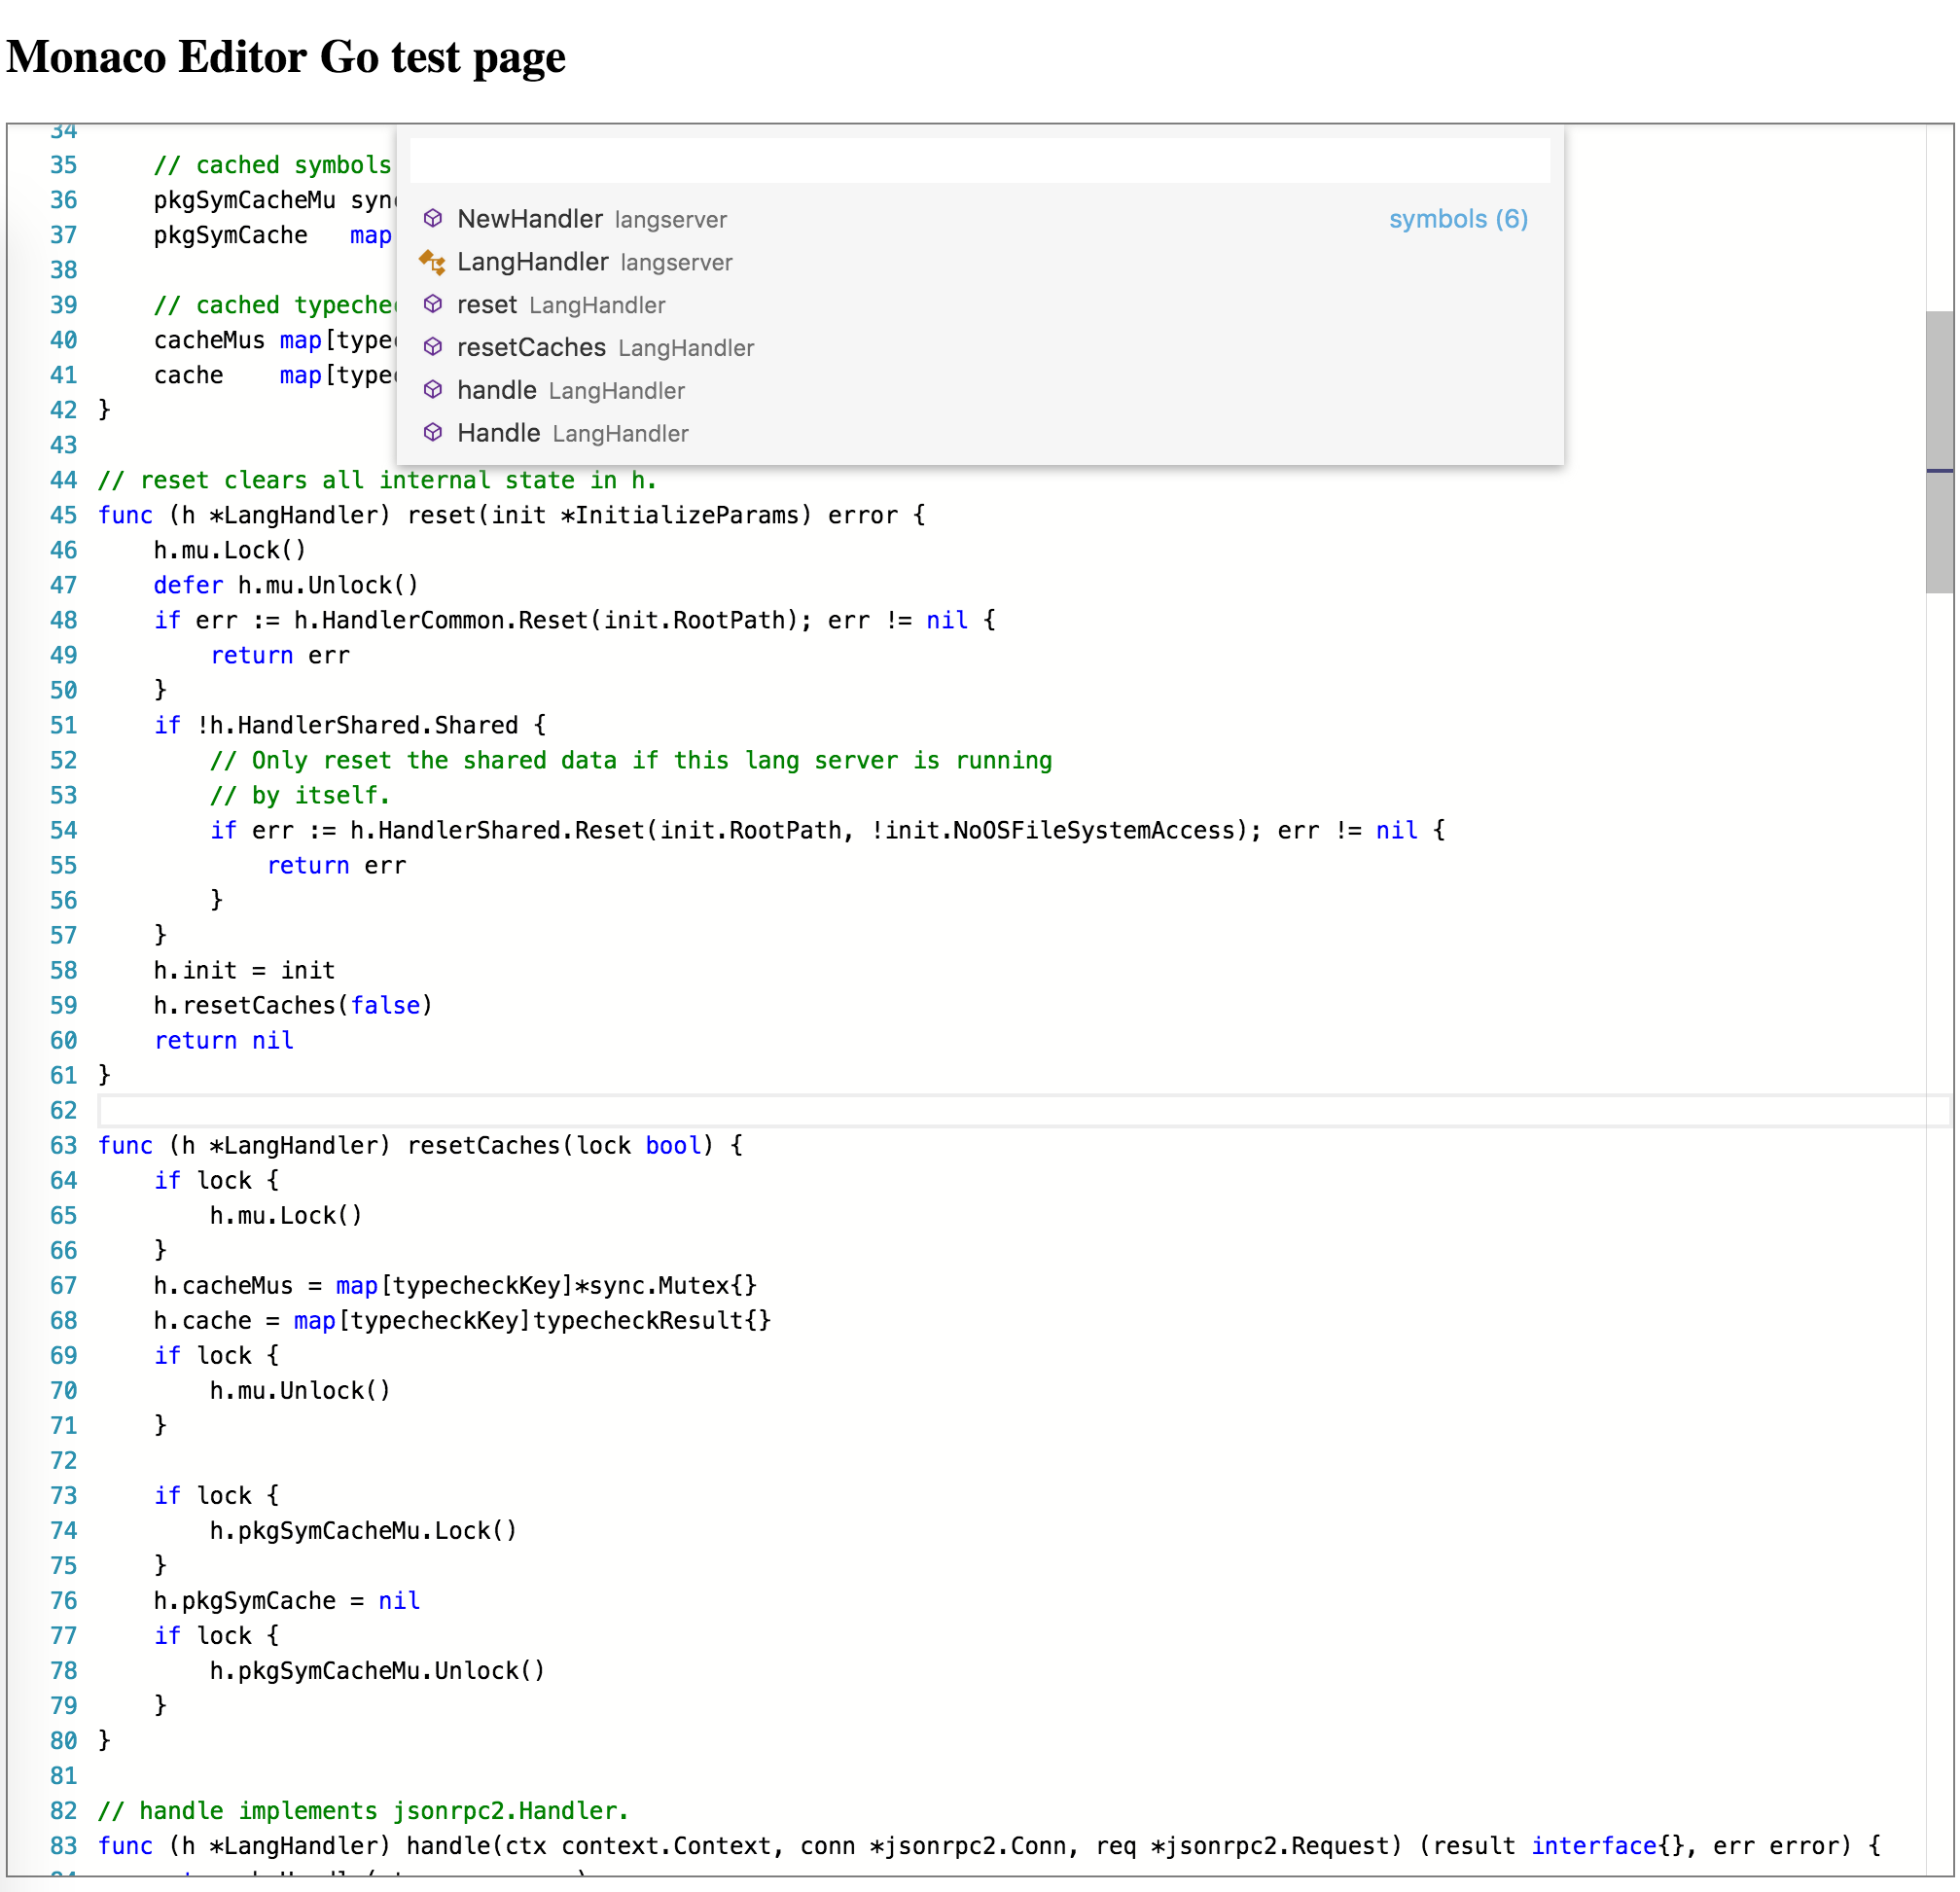 Monaco Editor Go test page
34
35 // cached symbols
36 pkgSymCacheMu
37 pkgSymCache map
38
39 // cached
40 cacheMus map
41 cache map
42 }
43
NewHandler langserver symbols (6)
LangHandler langserver
reset LangHandler
resetCaches LangHandler
handle LangHandler
Handle LangHandler
44 // reset clears all internal state in h.
45 func (h *LangHandler) reset(init *InitializeParams) error {
46 h.mu.Lock()
47 defer h.mu.Unlock()
48 if err := h.HandlerCommon.Reset(init.RootPath); err != nil {
49 return err
50 }
51 if !h.HandlerShared.Shared {
52 // Only reset the shared data if this lang server is running
53 // by itself.
54 if err := h.HandlerShared.Reset(init.RootPath, !init.NoOSFileSystemAccess); err != nil {
55 return err
56 }
57 }
58 h.init = init
59 h.resetCaches(false)
60 return nil
61 }
62
63 func (h *LangHandler) resetCaches(lock bool) {
64 if lock {
65 h.mu.Lock()
66 }
67 h.cacheMus = map[typecheckKey]*sync.Mutex{}
68 h.cache = map[typecheckKey]typecheckResult{}
69 if lock {
70 h.mu.Unlock()
71 }
72
73 if lock {
74 h.pkgSymCacheMu.Lock()
75 }
76 h.pkgSymCache = nil
77 if lock {
78 h.pkgSymCacheMu.Unlock()
79 }
80 }
81
82 // handle implements jsonrpc2.Handler.
83 func (h *LangHandler) handle(ctx context.Context, conn *jsonrpc2.Conn, req *jsonrpc2.Request) (result interface{}, err error) {